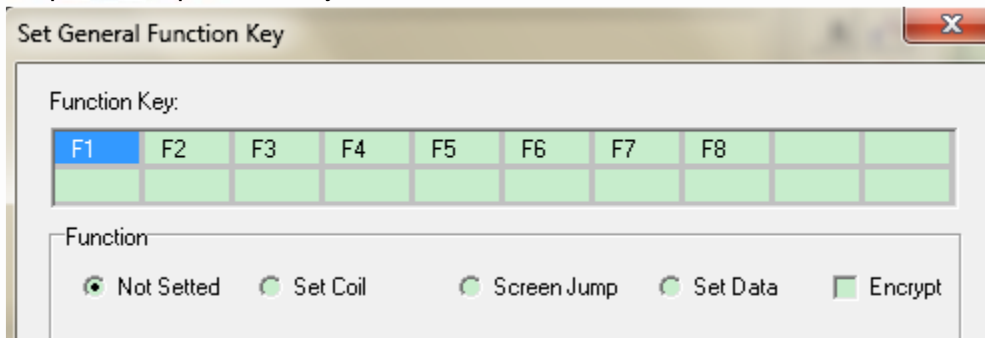 Set General Function Key
Function Key:
F1 F2 F3 F4 F5 F6 F7 F8
Function
Not Setted Set Coil Screen Jump Set Data Encrypt